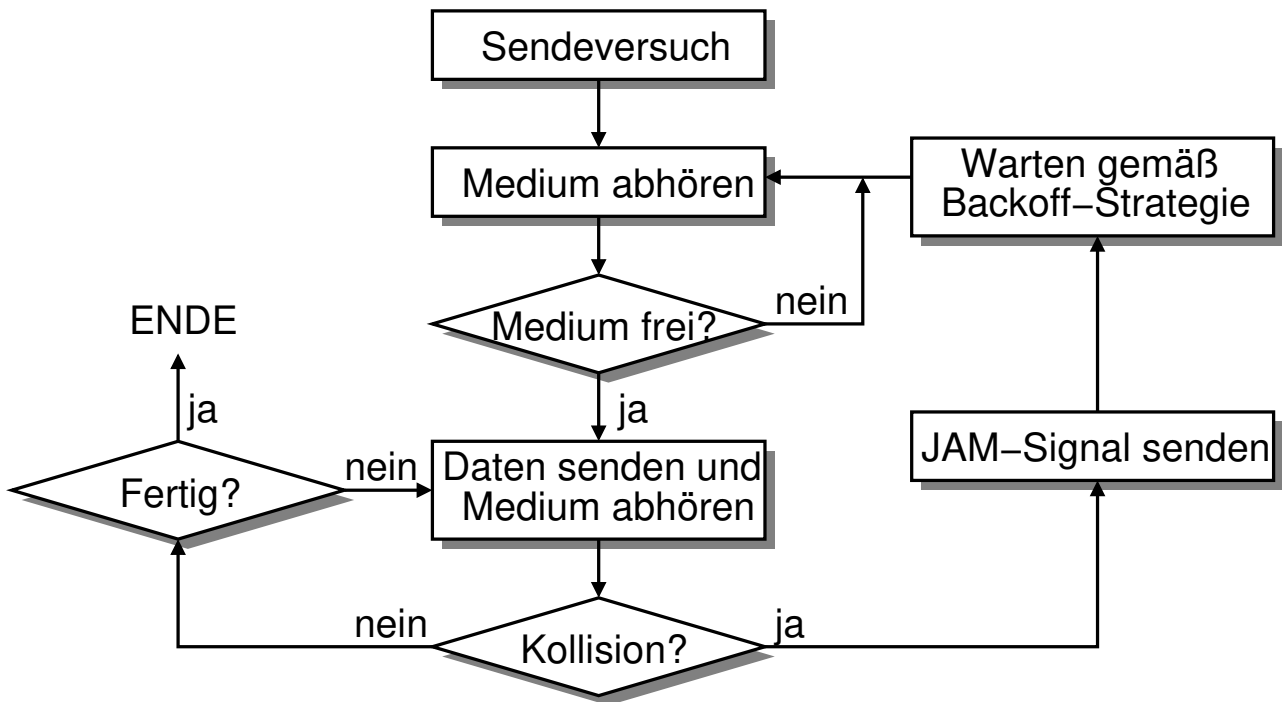 Sendeversuch
Medium abhören
Warten gemäß
Backoff−Strategie
nein
Medium frei?
ENDE
ja
ja
JAM−Signal senden
nein
Daten senden und
Medium abhören
Fertig?
nein
ja
Kollision?